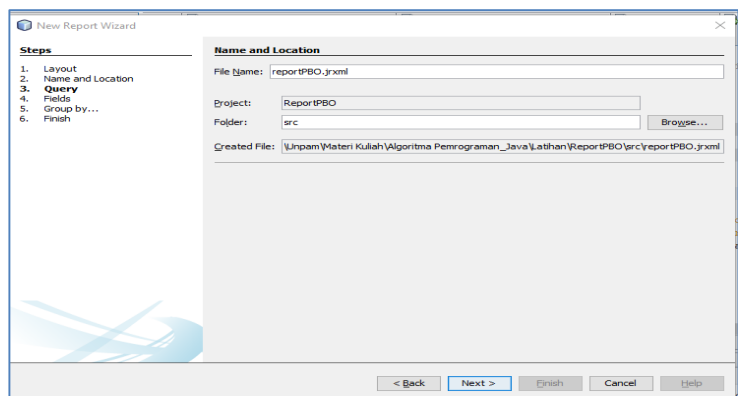 New Report Wizard
Steps
1. Layout
2. Name and Location
3. Query
4. Fields
5. Group by...
6. Finish
Name and Location
File Name: reportPBO.jrxml
Project: ReportPBO
Folder: src Browse...
Created File: \Unpam\Materi Kuliah\Algoritma Pemrograman_Java\Latihan\ReportPBO\src\reportPBO.jrxml
< Back Next > Finish Cancel Help